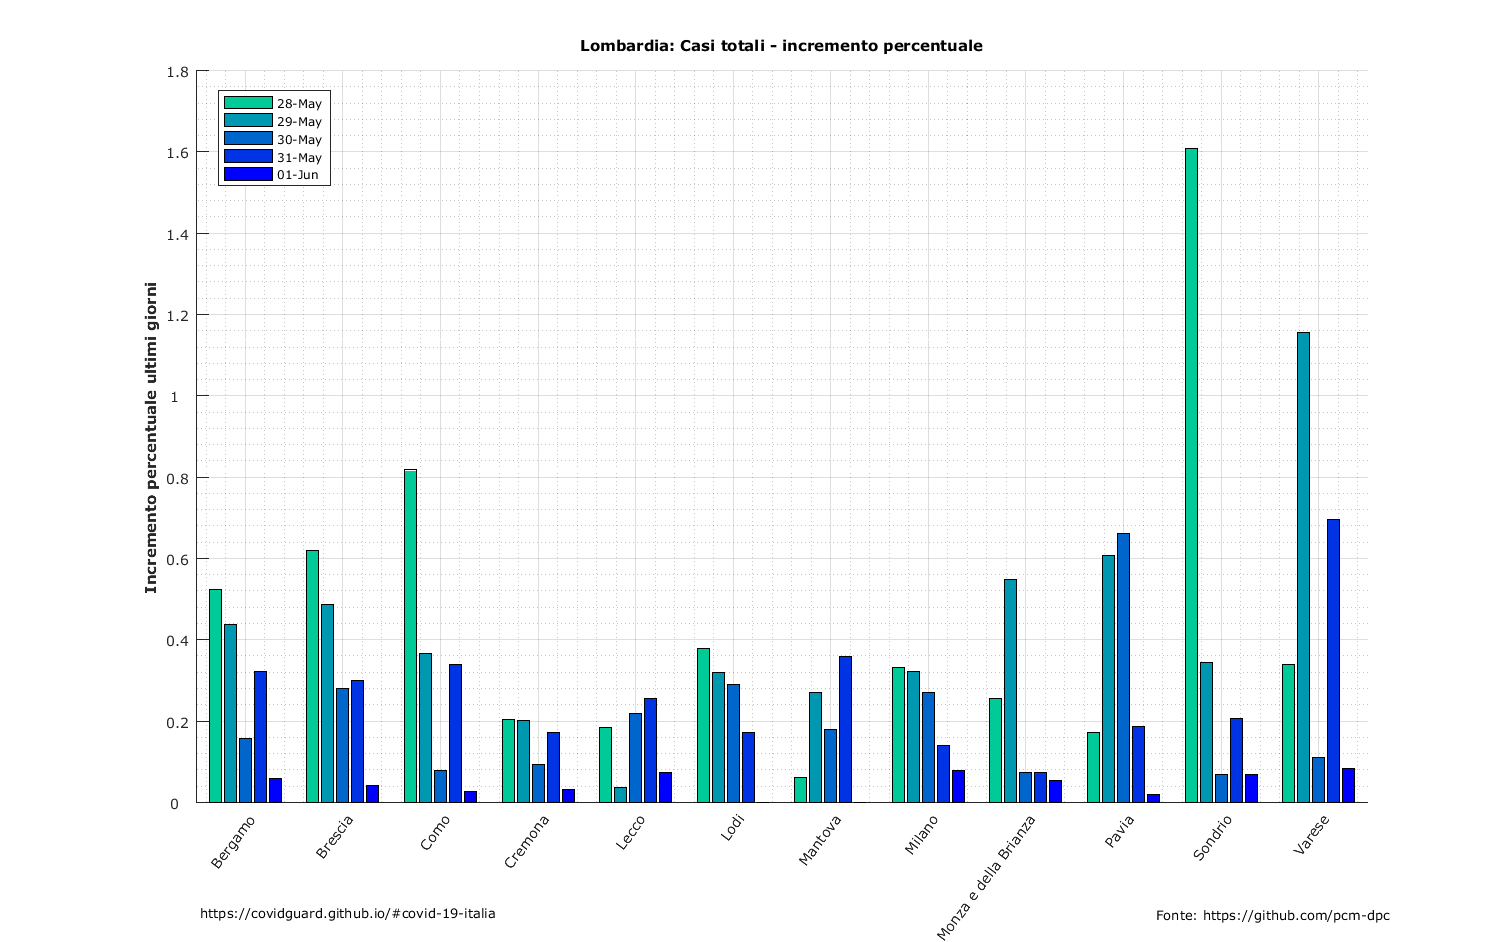 Lombardia: Casi totali - incremento percentuale
Incremento percentuale ultimi giorni
1.8
1.6
1.4
1.2
1
0.8
0.6
0.4
0.2
0
28-May
29-May
30-May
31-May
01-Jun
Bergamo
Brescia
Como
Cremona
Lecco
Lodi
Mantova
Milano
Monza e della Brianza
Pavia
Sondrio
Varese
https://covidguard.github.io/#covid-19-italia
Fonte: https://github.com/pcm-dpc